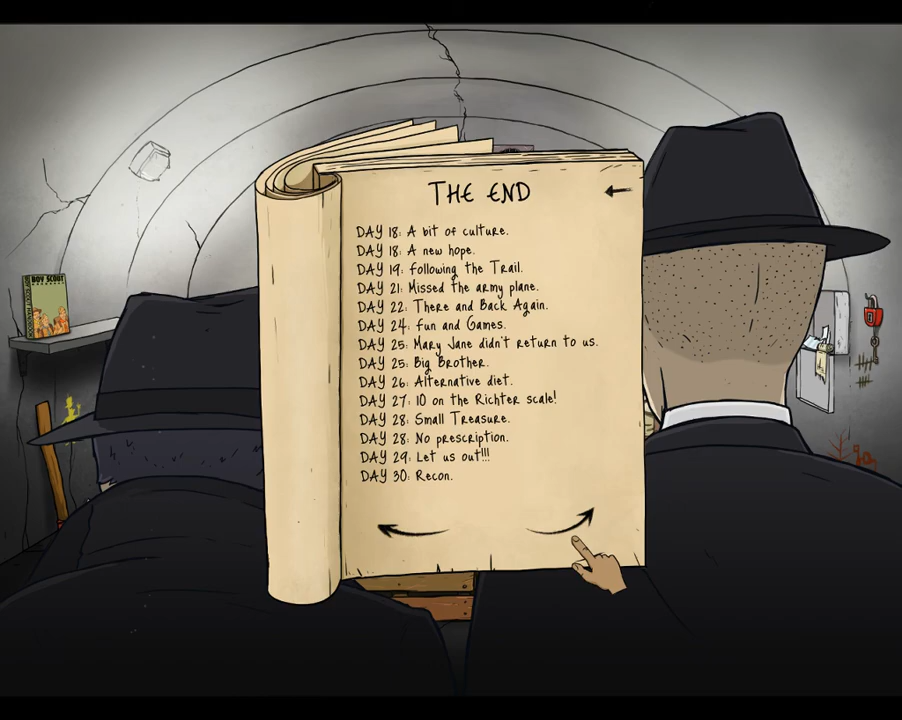 THE END
DAY 18: A bit of culture.
DAY 18: A new hope.
DAY 19: Following the Trail.
DAY 21: Missed the army plane.
DAY 22: There and Back Again.
DAY 24: Fun and Games.
DAY 25: Mary Jane didn't return to us.
DAY 25: Big Brother.
DAY 26: Alternative diet.
DAY 27: 10 on the Richter scale!
DAY 28: Small Treasure.
DAY 28: No prescription.
DAY 29: Let us out!!!
DAY 30: Recon.
BOY SCOUT